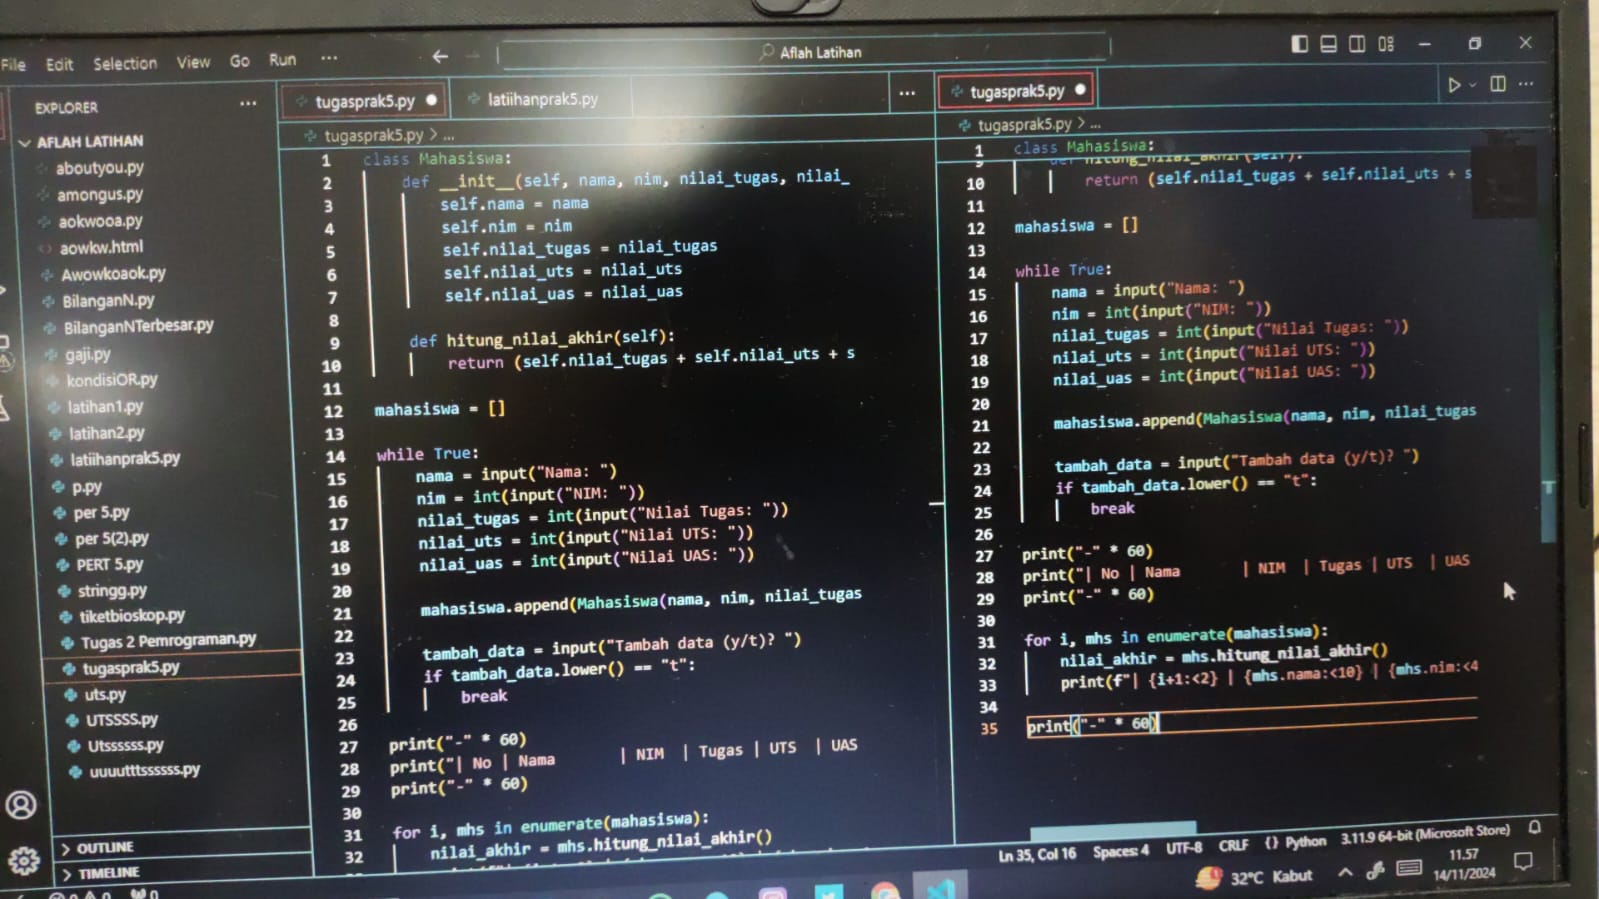 File Edit Selection View Go Run ...
Aflah Latihan
EXPLORER ...
AFLAH LATIHAN
aboutyou.py
amongus.py
aokwooa.py
aowkw.html
Awowkoaok.py
BilanganN.py
BilanganNTerbesar.py
gaji.py
kondisiOR.py
latihan1.py
latihan2.py
latiihanprak5.py
p.py
per 5.py
per 5(2).py
PERT 5.py
stringg.py
tiketbioskop.py
Tugas 2 Pemrograman.py
tugasprak5.py
uts.py
UTSSSS.py
Utssssss.py
uuuutttssssss.py
> OUTLINE
> TIMELINE
tugasprak5.py latiihanprak5.py ...
tugasprak5.py > ...
1 class Mahasiswa:
2 def __init__(self, nama, nim, nilai_tugas, nilai_
3 self.nama = nama
4 self.nim = nim
5 self.nilai_tugas = nilai_tugas
6 self.nilai_uts = nilai_uts
7 self.nilai_uas = nilai_uas
8
9 def hitung_nilai_akhir(self):
10 return (self.nilai_tugas + self.nilai_uts + s
11
12 mahasiswa = []
13
14 while True:
15 nama = input("Nama: ")
16 nim = int(input("NIM: "))
17 nilai_tugas = int(input("Nilai Tugas: "))
18 nilai_uts = int(input("Nilai UTS: "))
19 nilai_uas = int(input("Nilai UAS: "))
20
21 mahasiswa.append(Mahasiswa(nama, nim, nilai_tugas
22
23 tambah_data = input("Tambah data (y/t)? ")
24 if tambah_data.lower() == "t":
25 break
26
27 print("-" * 60)
28 print("| No | Nama | NIM | Tugas | UTS | UAS
29 print("-" * 60)
30
31 for i, mhs in enumerate(mahasiswa):
32 nilai_akhir = mhs.hitung_nilai_akhir()
tugasprak5.py
tugasprak5.py > ...
1 class Mahasiswa:
9 def hitung_nilai_akhir(self):
10 return (self.nilai_tugas + self.nilai_uts + s
11
12 mahasiswa = []
13
14 while True:
15 nama = input("Nama: ")
16 nim = int(input("NIM: "))
17 nilai_tugas = int(input("Nilai Tugas: "))
18 nilai_uts = int(input("Nilai UTS: "))
19 nilai_uas = int(input("Nilai UAS: "))
20
21 mahasiswa.append(Mahasiswa(nama, nim, nilai_tugas
22
23 tambah_data = input("Tambah data (y/t)? ")
24 if tambah_data.lower() == "t":
25 break
26
27 print("-" * 60)
28 print("| No | Nama | NIM | Tugas | UTS | UAS
29 print("-" * 60)
30
31 for i, mhs in enumerate(mahasiswa):
32 nilai_akhir = mhs.hitung_nilai_akhir()
33 print(f"| {i+1:<2} | {mhs.nama:<10} | {mhs.nim:<4
34
35 print("-" * 60)
Ln 35, Col 16 Spaces: 4 UTF-8 CRLF {} Python 3.11.9 64-bit (Microsoft Store)
32°C Kabut
11.57
14/11/2024